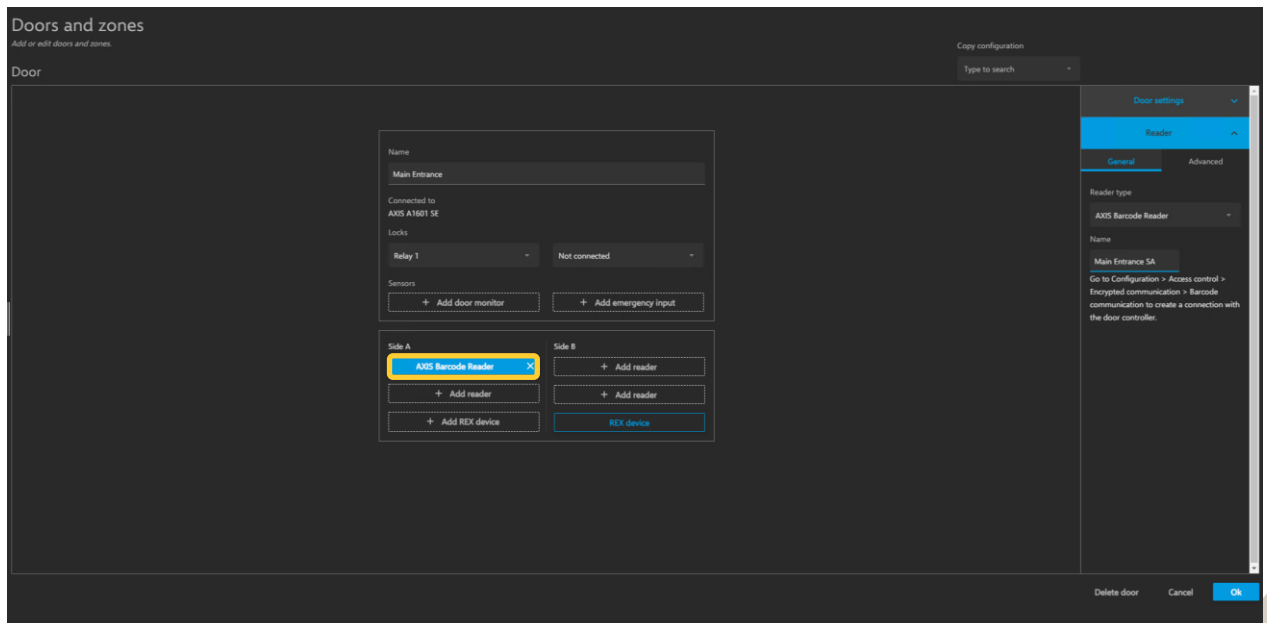 Doors and zones
Add or edit doors and zones.
Copy configuration
Type to search
Door
Door settings
Reader
General Advanced
Reader type
AXIS Barcode Reader
Name
Main Entrance SA
Go to Configuration > Access control >
Encrypted communication > Barcode
communication to create a connection with
the door controller.
Name
Main Entrance
Connected to
AXIS A1601 SE
Locks
Relay 1 Not connected
Sensors
+ Add door monitor + Add emergency input
Side A Side B
AXIS Barcode Reader × + Add reader
+ Add reader + Add reader
+ Add REX device REX device
Delete door Cancel Ok